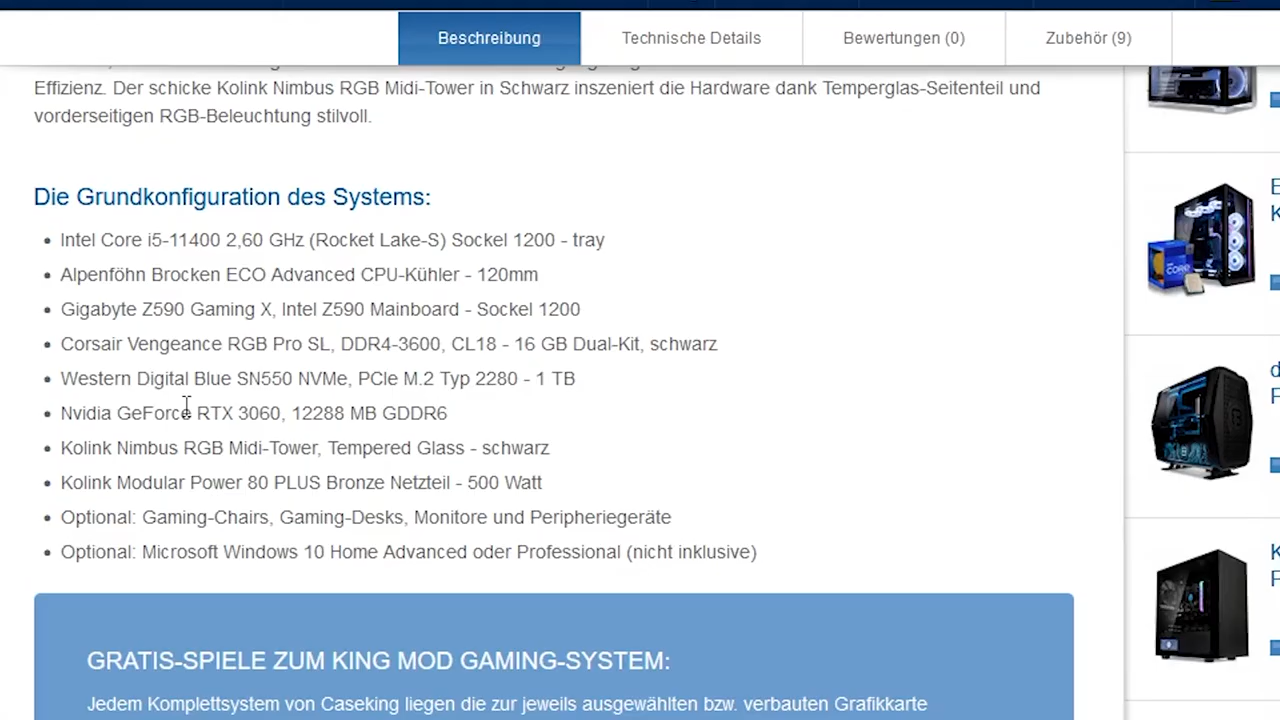 Beschreibung
Technische Details
Bewertungen (0)
Zubehör (9)
Effizienz. Der schicke Kolink Nimbus RGB Midi-Tower in Schwarz inszeniert die Hardware dank Temperglas-Seitenteil und
vorderseitigen RGB-Beleuchtung stilvoll.
Die Grundkonfiguration des Systems:
Intel Core i5-11400 2,60 GHz (Rocket Lake-S) Sockel 1200 - tray
Alpenföhn Brocken ECO Advanced CPU-Kühler - 120mm
Gigabyte Z590 Gaming X, Intel Z590 Mainboard - Sockel 1200
Corsair Vengeance RGB Pro SL, DDR4-3600, CL18 - 16 GB Dual-Kit, schwarz
Western Digital Blue SN550 NVMe, PCIe M.2 Typ 2280 - 1 TB
Nvidia GeForce RTX 3060, 12288 MB GDDR6
Kolink Nimbus RGB Midi-Tower, Tempered Glass - schwarz
Kolink Modular Power 80 PLUS Bronze Netzteil - 500 Watt
Optional: Gaming-Chairs, Gaming-Desks, Monitore und Peripheriegeräte
Optional: Microsoft Windows 10 Home Advanced oder Professional (nicht inklusive)
GRATIS-SPIELE ZUM KING MOD GAMING-SYSTEM:
Jedem Komplettsystem von Caseking liegen die zur jeweils ausgewählten bzw. verbauten Grafikkarte